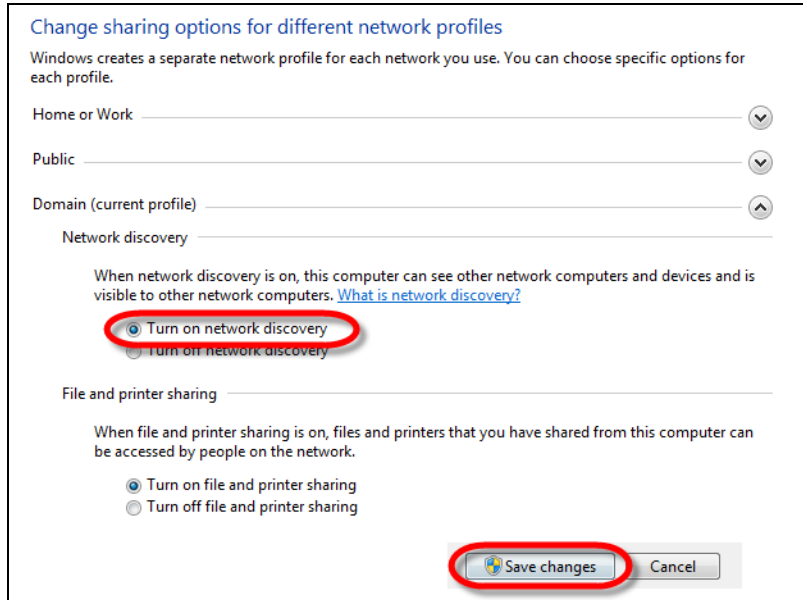 Change sharing options for different network profiles
Windows creates a separate network profile for each network you use. You can choose specific options for
each profile.
Home or Work
Public
Domain (current profile)
Network discovery
When network discovery is on, this computer can see other network computers and devices and is
visible to other network computers. What is network discovery?
Turn on network discovery
Turn off network discovery
File and printer sharing
When file and printer sharing is on, files and printers that you have shared from this computer can
be accessed by people on the network.
Turn on file and printer sharing
Turn off file and printer sharing
Save changes Cancel